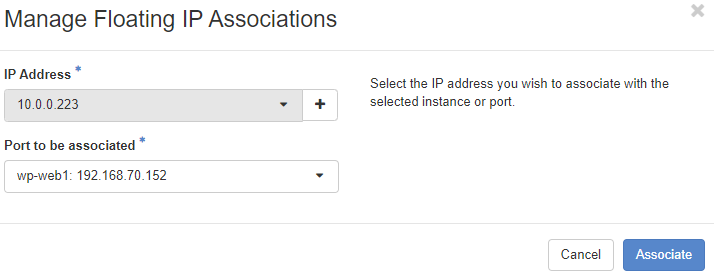 Manage Floating IP Associations
×
IP Address *
10.0.0.223
+
Select the IP address you wish to associate with the
selected instance or port.
Port to be associated *
wp-web1: 192.168.70.152
Cancel
Associate